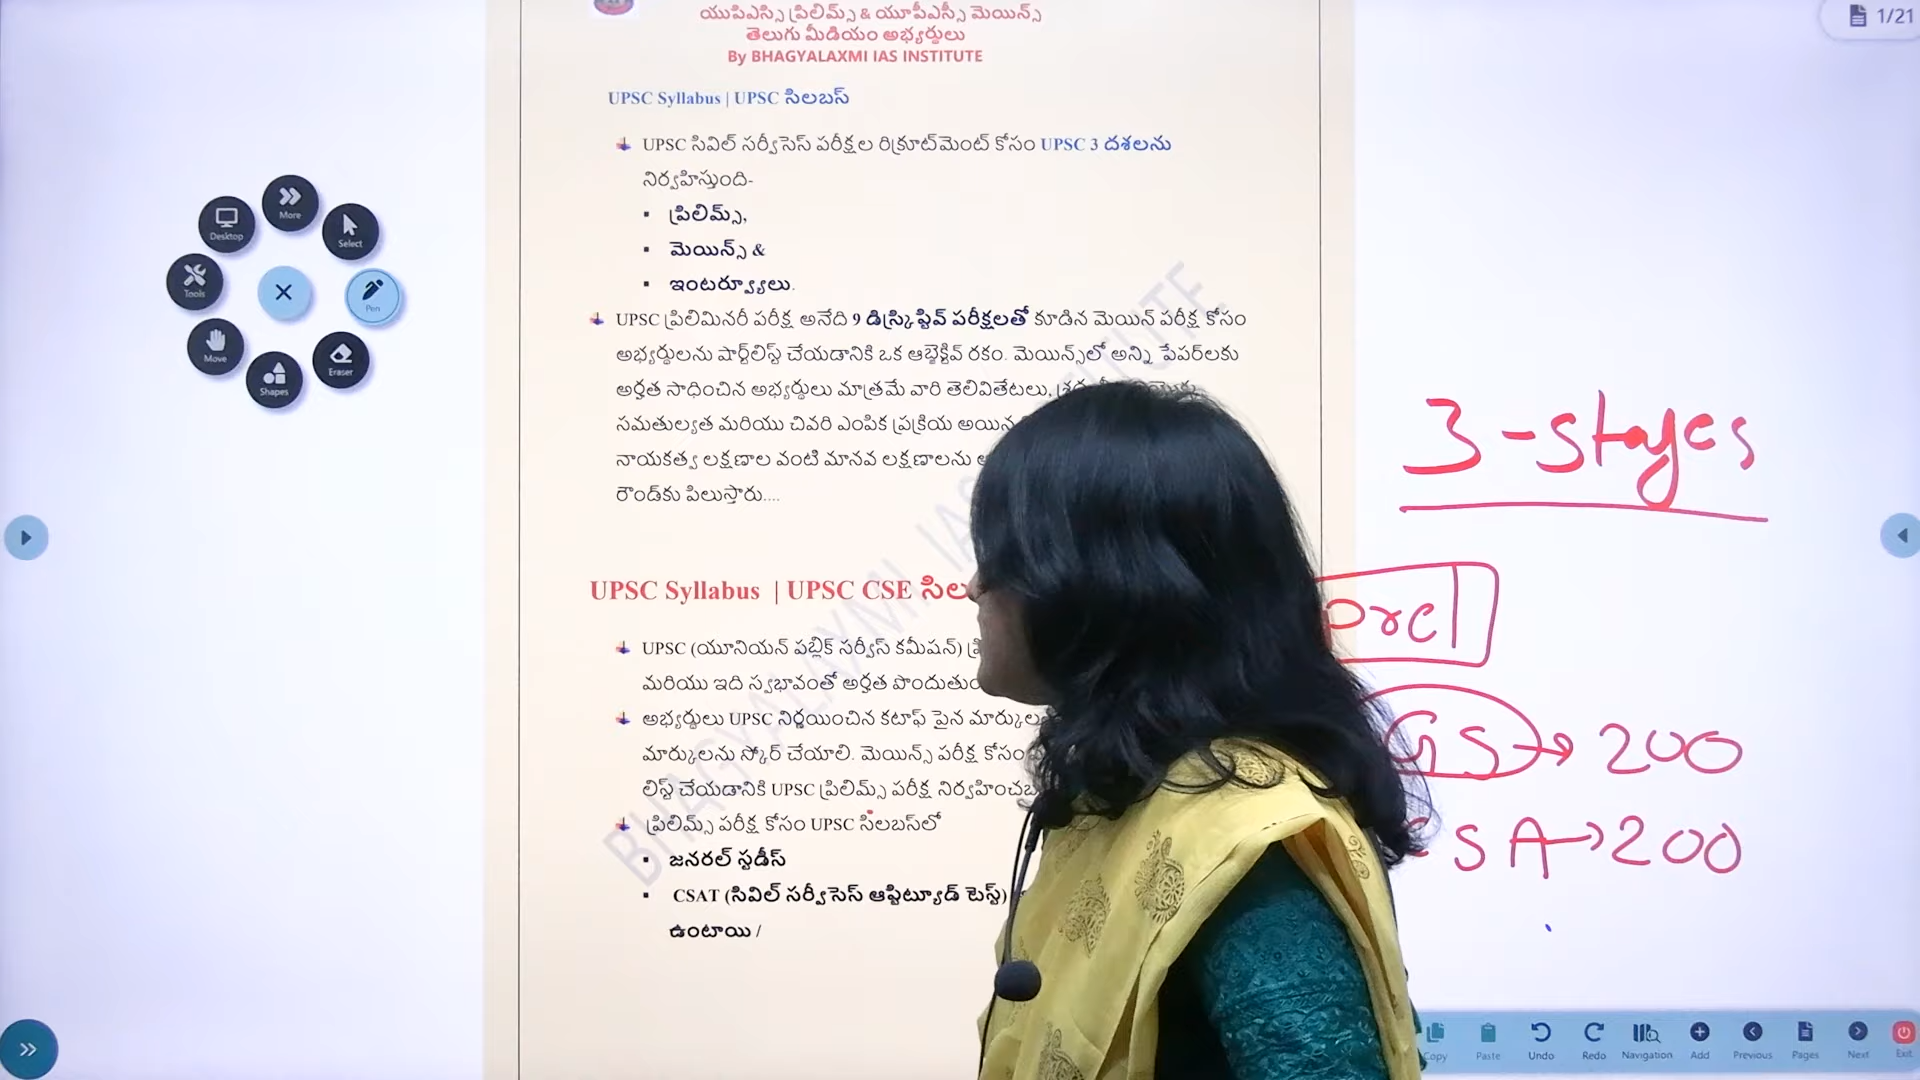 యుపిఎస్సి ప్రిలిమ్స్ & యూపీఎస్సీ మెయిన్స్
తెలుగు మీడియం అభ్యర్థులు
By BHAGYALAXMI IAS INSTITUTE
UPSC Syllabus | UPSC సిలబస్
UPSC సివిల్ సర్వీసెస్ పరీక్షల రిక్రూట్‌మెంట్ కోసం UPSC 3 దశలను
నిర్వహిస్తుంది-
ప్రిలిమ్స్,
మెయిన్స్ &
ఇంటర్వ్యూలు.
UPSC ప్రిలిమినరీ పరీక్ష అనేది 9 డిస్క్రిప్టివ్ పరీక్షలతో కూడిన మెయిన్ పరీక్ష కోసం
అభ్యర్థులను షార్ట్‌లిస్ట్ చేయడానికి ఒక ఆబ్జెక్టివ్ రకం. మెయిన్స్‌లో అన్ని పేపర్‌లకు
అర్హత సాధించిన అభ్యర్థులు మాత్రమే వారి తెలివితేటలు,
సమతుల్యత మరియు చివరి ఎంపిక ప్రక్రియ అయిన
నాయకత్వ లక్షణాల వంటి మానవ లక్షణాలను
రౌండ్‌కు పిలుస్తారు....
UPSC Syllabus | UPSC CSE
UPSC (యూనియన్ పబ్లిక్ సర్వీస్ కమీషన్)
మరియు ఇది స్వభావంతో అర్హత
అభ్యర్థులు UPSC నిర్ణయించిన కటాఫ్ పైన
మార్కులను స్కోర్ చేయాలి. మెయిన్స్ పరీక్ష కోసం
లిస్ట్ చేయడానికి UPSC ప్రిలిమ్స్ పరీక్ష
ప్రిలిమ్స్ పరీక్ష కోసం UPSC సిలబస్‌లో
జనరల్ స్టడీస్
CSAT (సివిల్ సర్వీసెస్ ఆప్టిట్యూడ్ టెస్ట్)
ఉంటాయి /
BHAGYALAXMI IAS
3-stages
GS → 200
SA → 200
1/21
More
Desktop
Select
Tools
Pen
Move
Eraser
Shapes
Copy Paste Undo Redo Navigation Add Previous Pages Next Exit